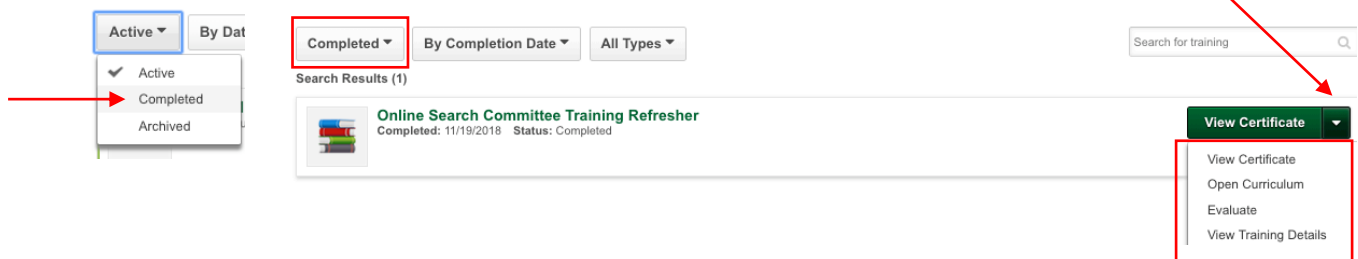 Active
By Dat
Active
Completed
Archived
Completed
By Completion Date
All Types
Search for training
Search Results (1)
Online Search Committee Training Refresher
Completed: 11/19/2018 Status: Completed
View Certificate
View Certificate
Open Curriculum
Evaluate
View Training Details